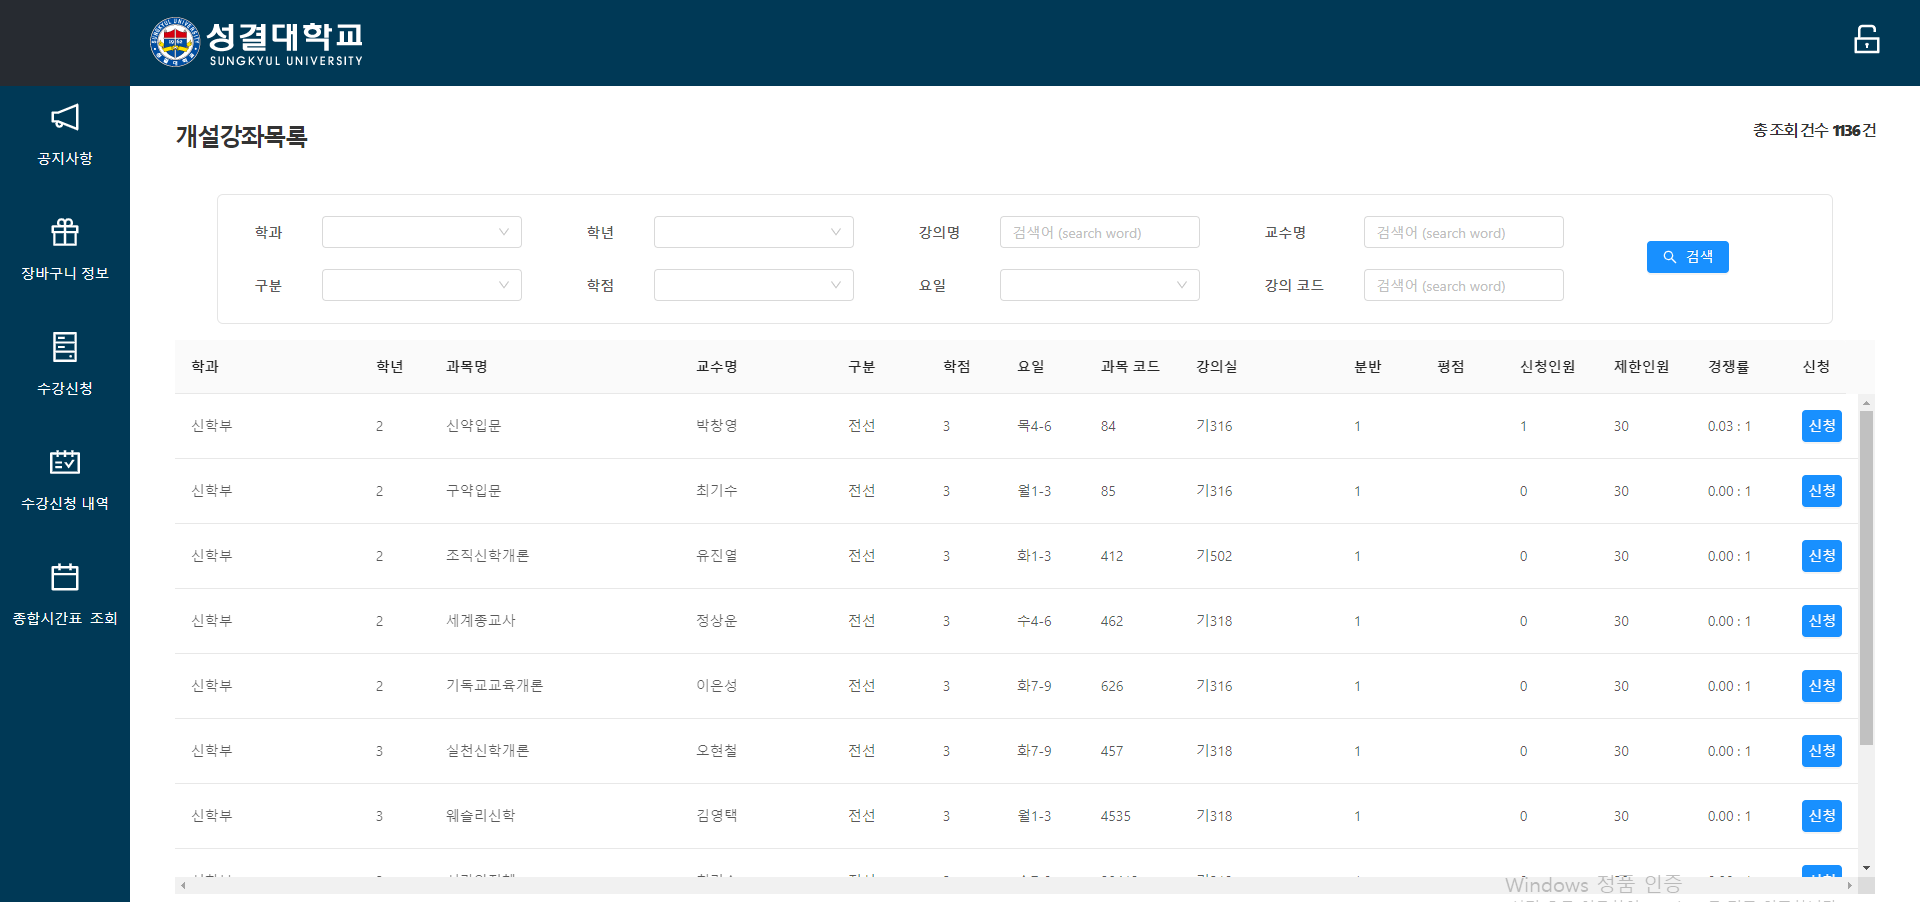 성결대학교
SUNGKYUL UNIVERSITY
공지사항
장바구니 정보
수강신청
수강신청 내역
종합시간표 조회
개설강좌목록
총 조회 건수 1136 건
학과 학년 강의명 검색어 (search word) 교수명 검색어 (search word)
검색
구분 학점 요일 강의 코드 검색어 (search word)
학과 학년 과목명 교수명 구분 학점 요일 과목 코드 강의실 분반 평점 신청인원 제한인원 경쟁률 신청
신학부 2 신약입문 박창영 전선 3 목4-6 84 기316 1 1 30 0.03 : 1 신청
신학부 2 구약입문 최기수 전선 3 월1-3 85 기316 1 0 30 0.00 : 1 신청
신학부 2 조직신학개론 유진열 전선 3 화1-3 412 기502 1 0 30 0.00 : 1 신청
신학부 2 세계종교사 정상운 전선 3 수4-6 462 기318 1 0 30 0.00 : 1 신청
신학부 2 기독교교육개론 이은성 전선 3 화7-9 626 기316 1 0 30 0.00 : 1 신청
신학부 3 실천신학개론 오현철 전선 3 화7-9 457 기318 1 0 30 0.00 : 1 신청
신학부 3 웨슬리신학 김영택 전선 3 월1-3 4535 기318 1 0 30 0.00 : 1 신청
Windows 정품 인증